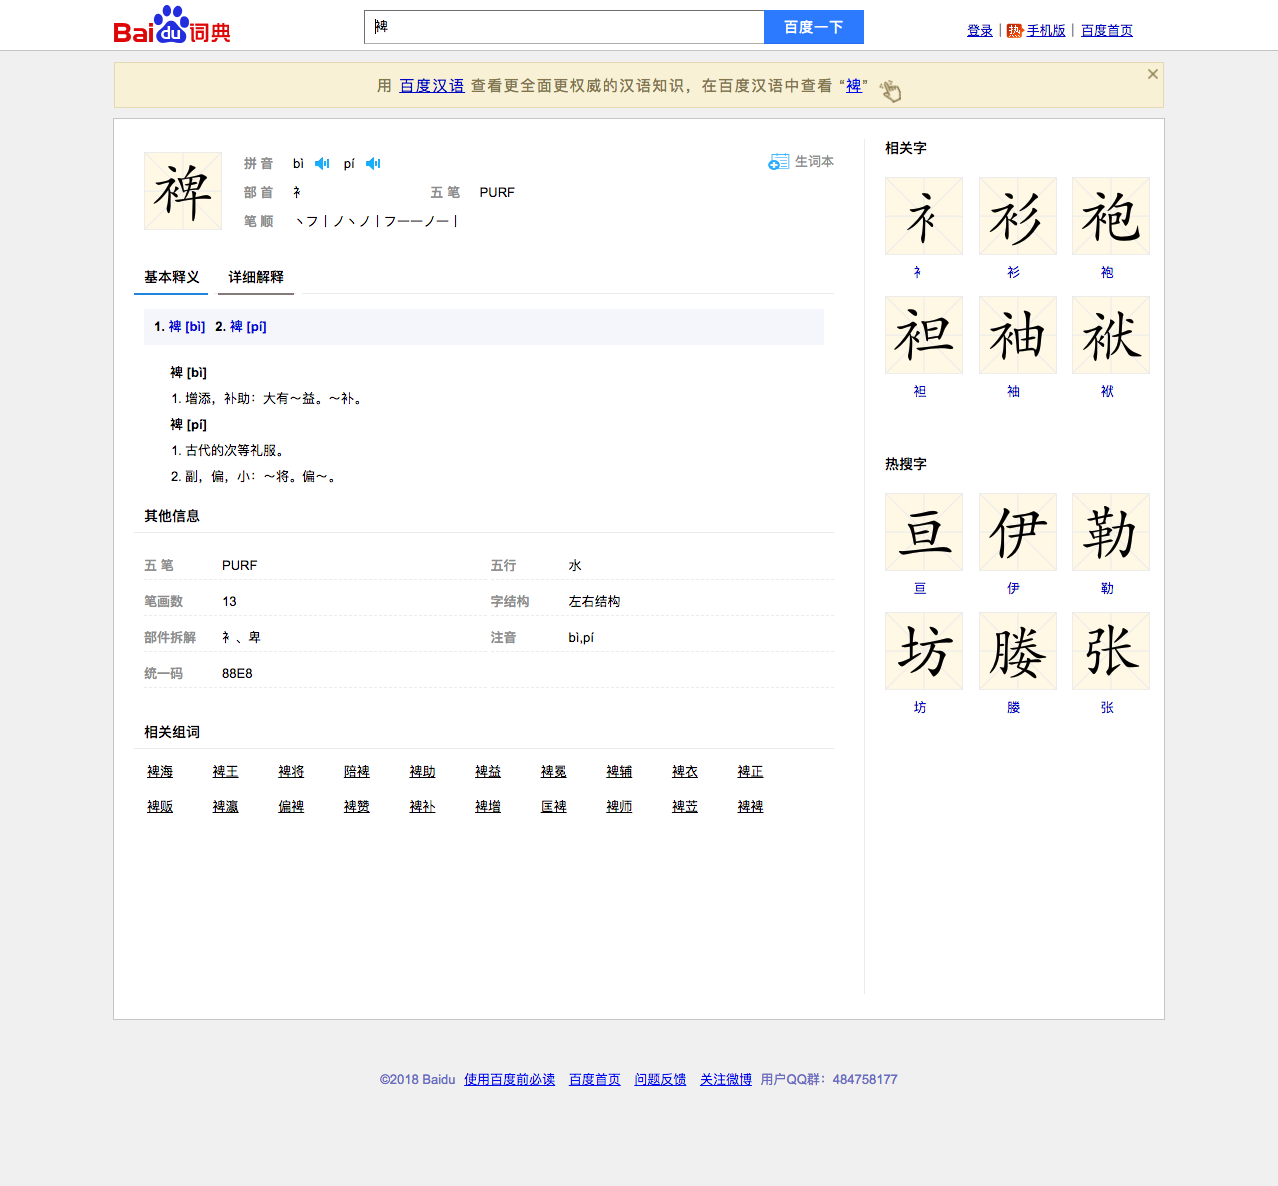 Bai du 词典
裨
百度一下
登录 | 热 手机版 | 百度首页
用 百度汉语 查看更全面更权威的汉语知识，在百度汉语中查看 “裨”
裨
拼 音 bì pí
生词本
部 首 衤 五 笔 PURF
笔 顺 丶フ丨ノ丶ノ丨フ一一ノ一丨
基本释义 详细解释
1. 裨 [bì] 2. 裨 [pí]
裨 [bì]
1. 增添，补助：大有～益。～补。
裨 [pí]
1. 古代的次等礼服。
2. 副，偏，小：～将。偏～。
其他信息
五 笔 PURF 五行 水
笔画数 13 字结构 左右结构
部件拆解 衤、卑 注音 bì,pí
统一码 88E8
相关组词
裨海 裨王 裨将 陪裨 裨助 裨益 裨冕 裨辅 裨衣 裨正
裨贩 裨瀛 偏裨 裨赞 裨补 裨增 匡裨 裨师 裨苙 裨裨
相关字
衤 衫 袍
衤 衫 袍
袒 袖 袱
袒 袖 袱
热搜字
亘 伊 勒
亘 伊 勒
坊 媵 张
坊 媵 张
©2018 Baidu 使用百度前必读 百度首页 问题反馈 关注微博 用户QQ群：484758177